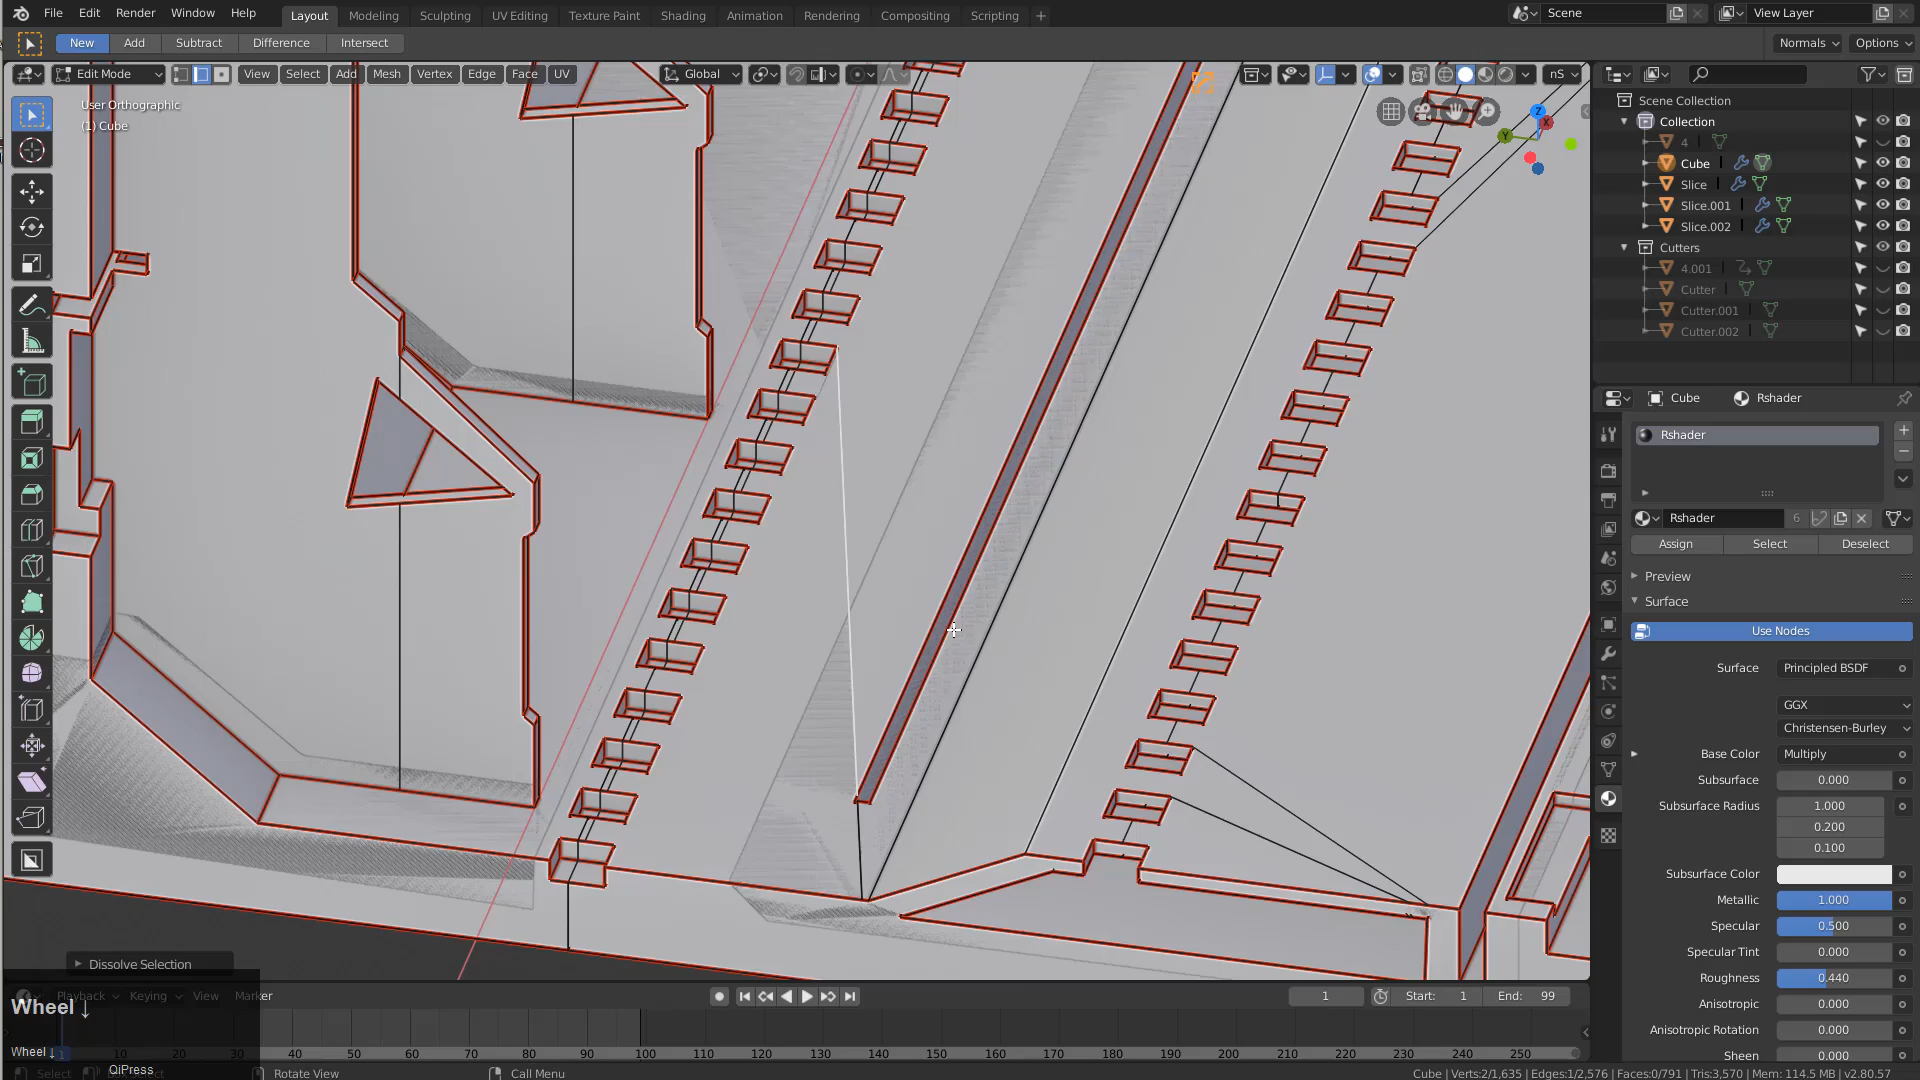 File Edit Render Window Help
Layout Modeling Sculpting UV Editing Texture Paint Shading Animation Rendering Compositing Scripting +
Scene View Layer
New Add Subtract Difference Intersect
Normals Options
Edit Mode View Select Add Mesh Vertex Edge Face UV Global nS
User Orthographic
(1) Cube
Z
X
Y
Scene Collection
Collection
4
Cube
Slice
Slice.001
Slice.002
Cutters
4.001
Cutter
Cutter.001
Cutter.002
Cube Rshader
Rshader
Rshader 6
Assign Select Deselect
Preview
Surface
Use Nodes
Surface Principled BSDF
GGX
Christensen-Burley
Base Color Multiply
Subsurface 0.000
Subsurface Radius 1.000
0.200
0.100
Subsurface Color
Metallic 1.000
Specular 0.500
Specular Tint 0.000
Roughness 0.440
Anisotropic 0.000
Anisotropic Rotation 0.000
Sheen 0.000
Dissolve Selection
Playback Keying View Marker
1 Start: 1 End: 99
Wheel ↓
Wheel ↓
1 10 20 30 40 50 60 70 80 90 100 110 120 130 140 150 160 170 180 190 200 210 220 230 240 250
QiPress
Select Rotate View Call Menu
Cube | Verts:2/1,635 | Edges:1/2,576 | Faces:0/791 | Tris:3,570 | Mem: 114.5 MB | v2.80.57